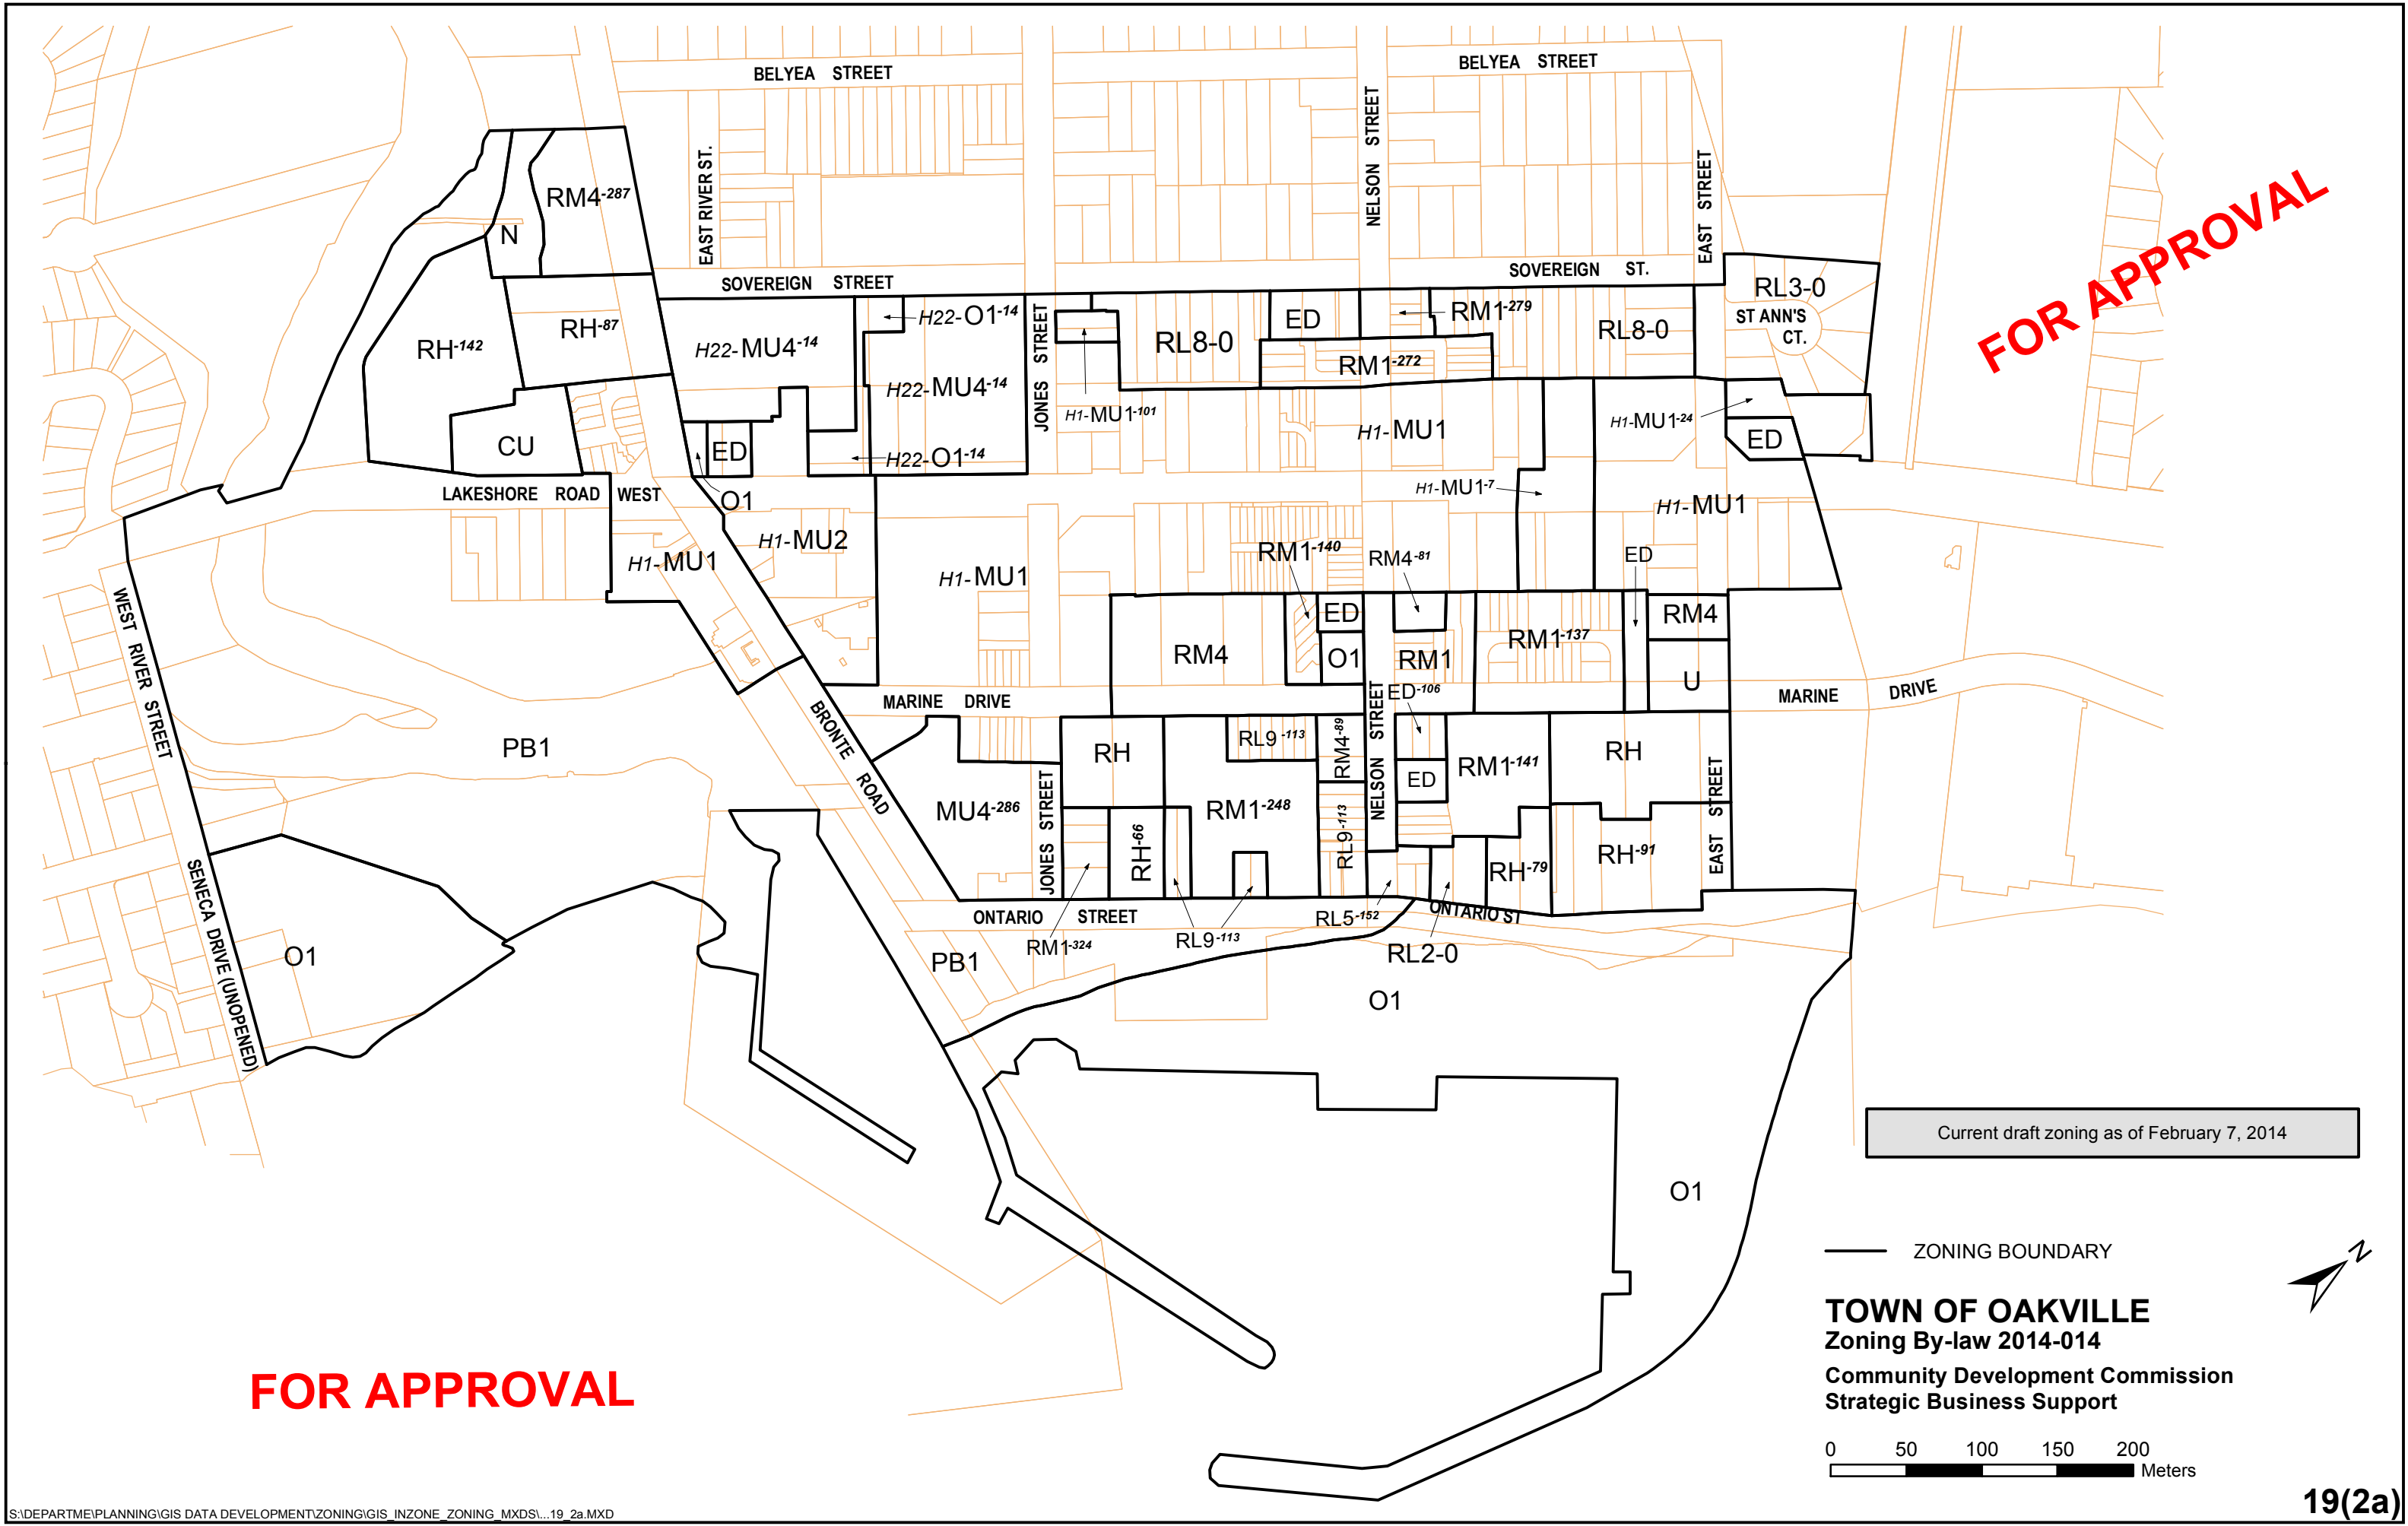 BELYEA STREET
BELYEA STREET
NELSON STREET
EAST RIVER ST.
EAST STREET
FOR APPROVAL
RM4-287
N
SOVEREIGN STREET
SOVEREIGN ST.
RL3-0
ST ANN'S
CT.
RH-87
RH-142
H22-MU4-14
H22-O1-14
H22-MU4-14
H22-O1-14
JONES STREET
H1-MU1-101
RL8-0
ED
RM1-279
RM1-272
RL8-0
H1-MU1
H1-MU1-24
ED
CU
ED
O1
LAKESHORE ROAD WEST
H1-MU1-7
H1-MU1
H1-MU2
H1-MU1
H1-MU1
RM1-140
RM4-81
ED
WEST RIVER STREET
RM4
ED
O1
RM1
RM1-137
RM4
U
MARINE DRIVE
ED-106
NELSON STREET
MARINE DRIVE
BRONTE ROAD
PB1
RH
RL9-113
RM4-89
ED
RM1-141
RH
EAST STREET
MU4-286
JONES STREET
RH-66
RM1-248
RL9-113
RH-79
RH-91
SENECA DRIVE (UNOPENED)
O1
ONTARIO STREET
RM1-324
RL9-113
RL5-152
ONTARIO ST
RL2-0
PB1
O1
O1
Current draft zoning as of February 7, 2014
ZONING BOUNDARY
N
TOWN OF OAKVILLE
Zoning By-law 2014-014
Community Development Commission
Strategic Business Support
0 50 100 150 200
Meters
FOR APPROVAL
19(2a)
S:\DEPARTME\PLANNING\GIS DATA DEVELOPMENT\ZONING\GIS_INZONE_ZONING_MXDS\...19_2a.MXD